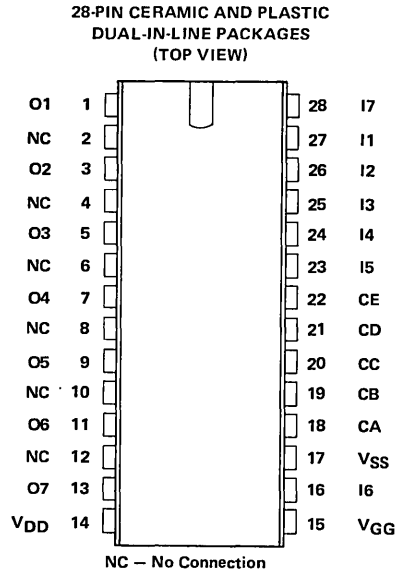 28-PIN CERAMIC AND PLASTIC
DUAL-IN-LINE PACKAGES
(TOP VIEW)
O1 1 28 I7
NC 2 27 I1
O2 3 26 I2
NC 4 25 I3
O3 5 24 I4
NC 6 23 I5
O4 7 22 CE
NC 8 21 CD
O5 9 20 CC
NC 10 19 CB
O6 11 18 CA
NC 12 17 VSS
O7 13 16 I6
VDD 14 15 VGG
NC — No Connection